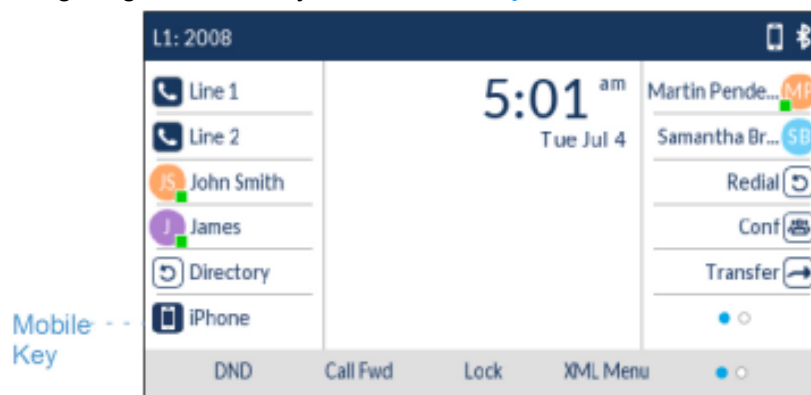 L1: 2008
Line 1
Line 2
JS John Smith
J James
Directory
iPhone
5:01 am
Tue Jul 4
Martin Pende... MP
Samantha Br... SB
Redial
Conf
Transfer
Mobile
Key
DND Call Fwd Lock XML Menu